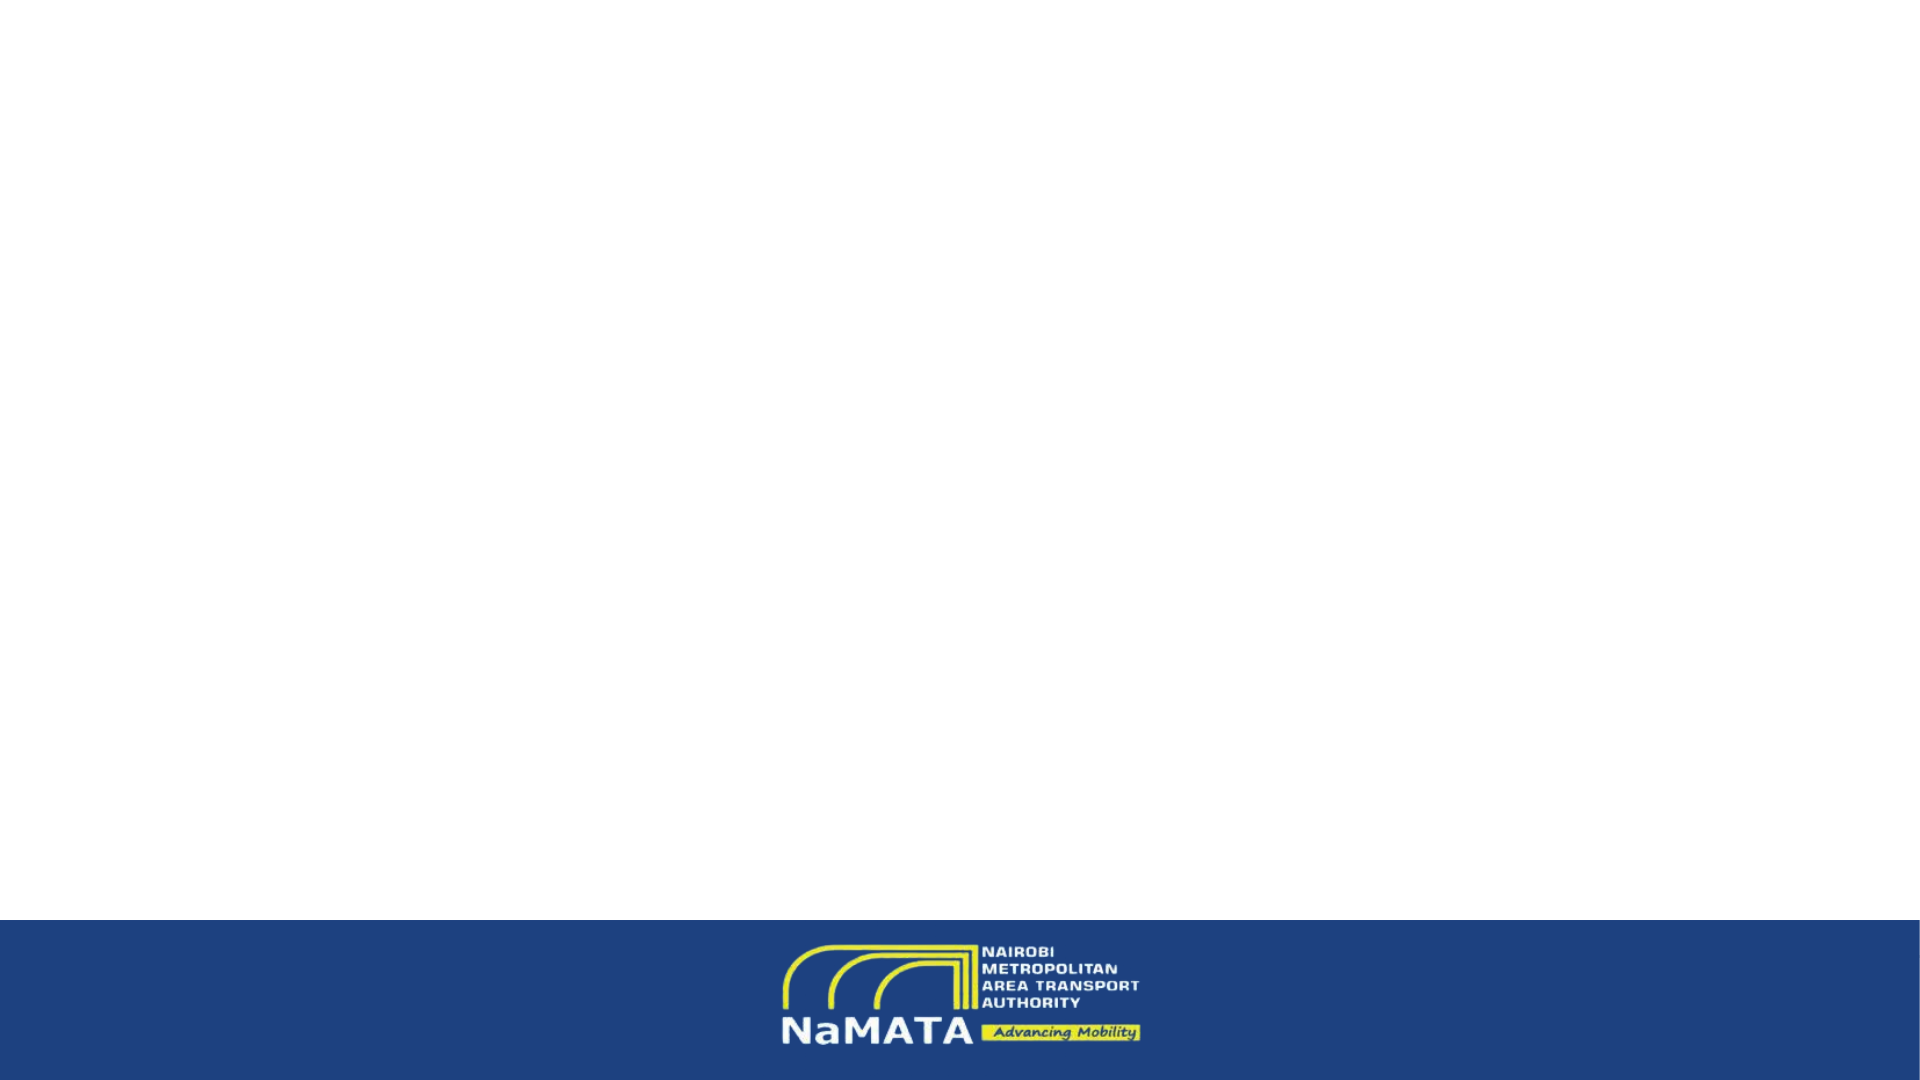 NAIROBI
METROPOLITAN
AREA TRANSPORT
AUTHORITY
NaMATA
Advancing Mobility